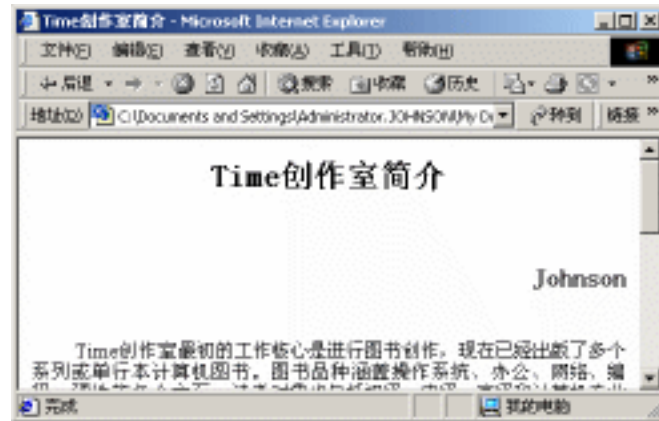 Time创作室简介 - Microsoft Internet Explorer
文件(F) 编辑(E) 查看(V) 收藏(A) 工具(T) 帮助(H)
后退 搜索 收藏 历史 »
地址(D) C:\Documents and Settings\Administrator.JOHNSON\My Do 转到 链接 »
Time创作室简介
Johnson
Time创作室最初的工作核心是进行图书创作，现在已经出版了多个
系列或单行本计算机图书。图书品种涵盖操作系统、办公、网络、编
完成 我的电脑